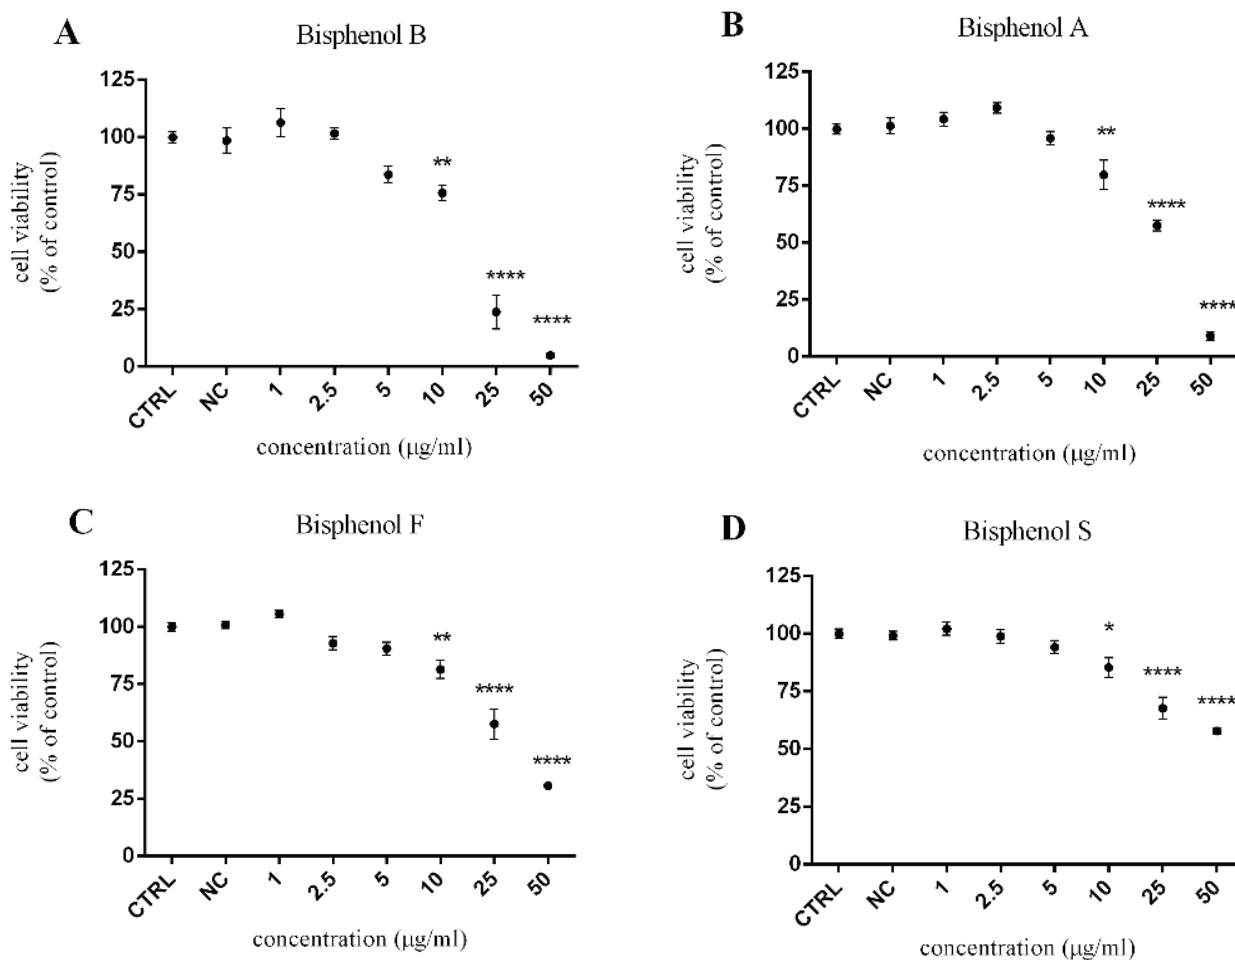 A
Bisphenol B
125
100
75
50
25
0
cell viability
(% of control)
**
****
****
CTRL
NC
1
2.5
5
10
25
50
concentration (μg/ml)
B
Bisphenol A
125
100
75
50
25
0
cell viability
(% of control)
**
****
****
CTRL
NC
1
2.5
5
10
25
50
concentration (μg/ml)
C
Bisphenol F
125
100
75
50
25
0
cell viability
(% of control)
**
****
****
CTRL
NC
1
2.5
5
10
25
50
concentration (μg/ml)
D
Bisphenol S
125
100
75
50
25
0
cell viability
(% of control)
*
****
****
CTRL
NC
1
2.5
5
10
25
50
concentration (μg/ml)